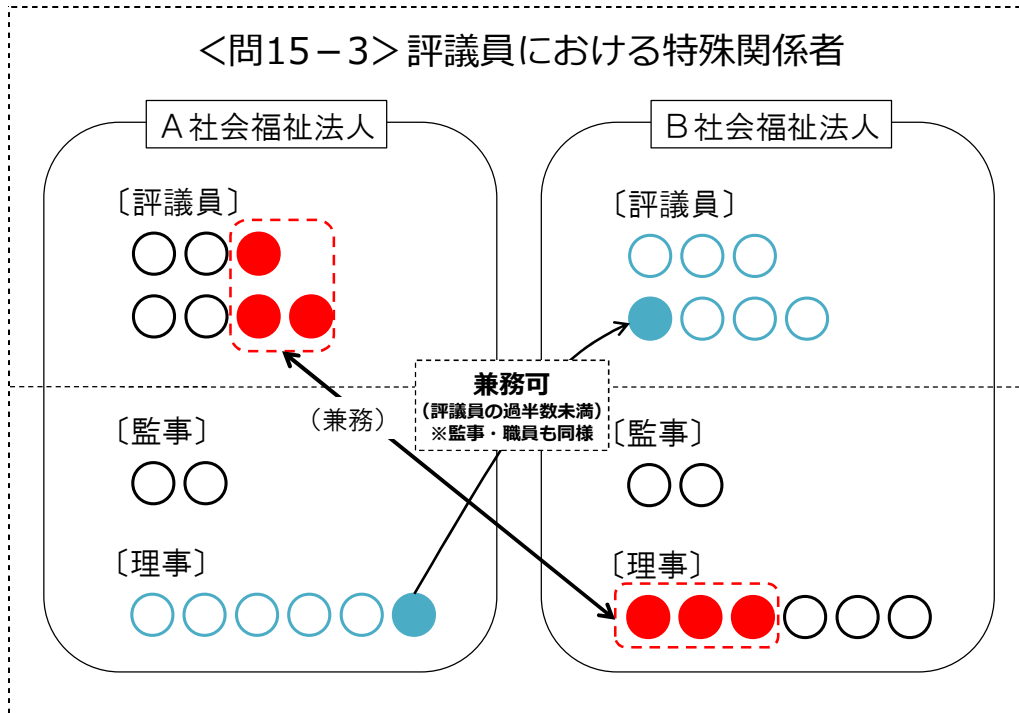 <問15－3>評議員における特殊関係者
A社会福祉法人
B社会福祉法人
〔評議員〕
〔評議員〕
兼務可
(評議員の過半数未満)
※監事・職員も同様
（兼務）
〔監事〕
〔監事〕
〔理事〕
〔理事〕